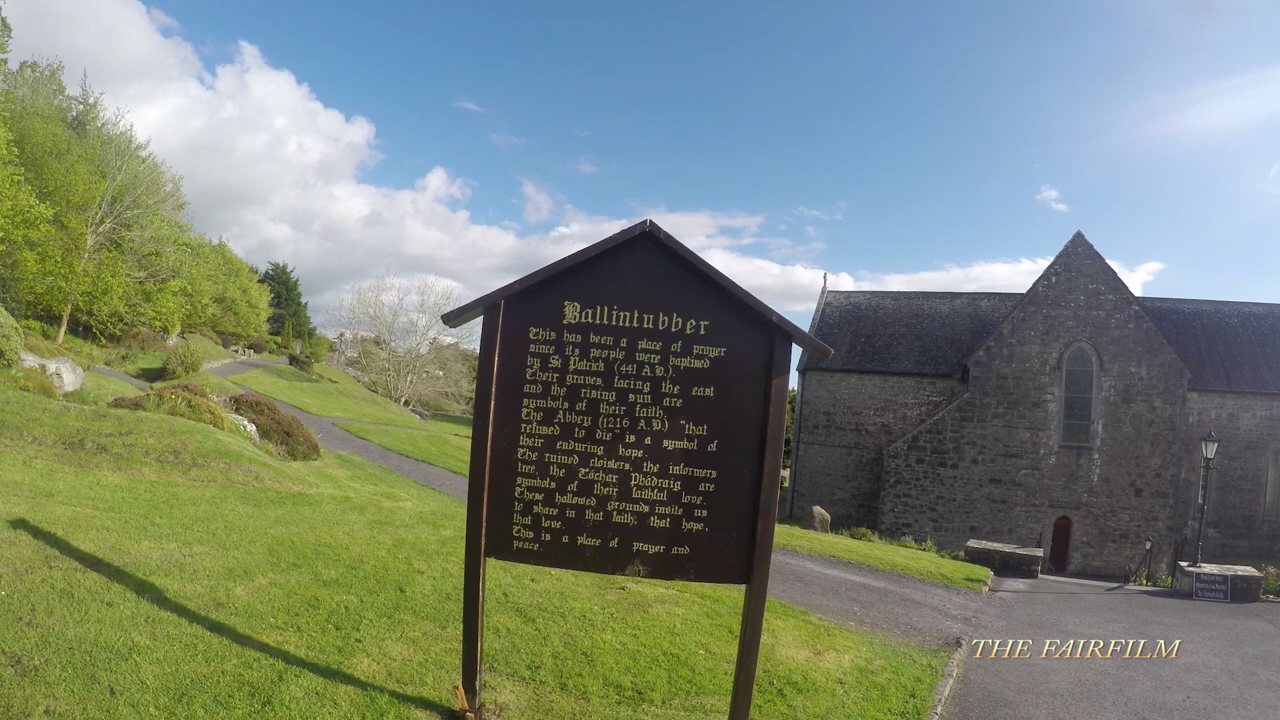 Ballintubber
This has been a place of prayer
since its people were baptised
by St Patrick (441 A.D.).
Their graves, facing the east
and the rising sun are
symbols of their faith;
The Abbey (1216 A.D.) "that
refused to die" is a symbol of
their enduring hope.
The ruined cloisters, the informers
tree, the Tóchar Phádraig are
symbols of their faithful love.
These hallowed grounds invite us
to share in that faith, that hope,
that love.
This is a place of prayer and
peace.
THE FAIRFILM